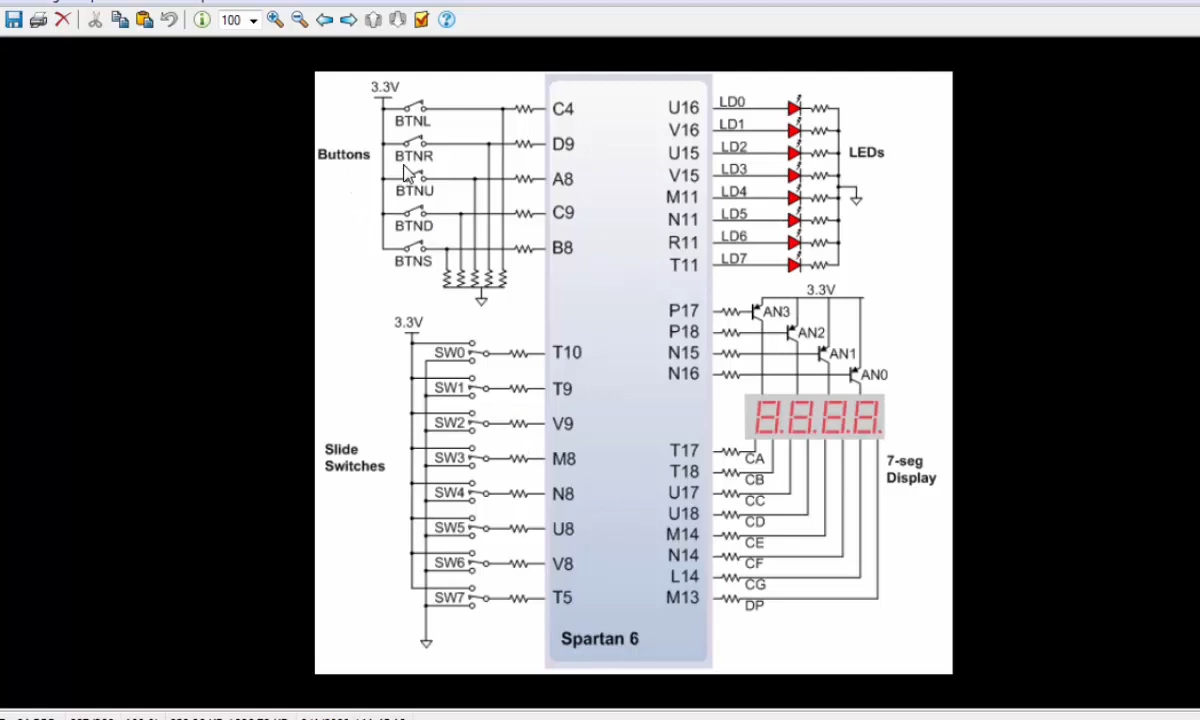 100
3.3V
BTNL
C4
BTNR
D9
Buttons
BTNU
A8
BTND
C9
BTNS
B8
3.3V
SW0
T10
SW1
T9
SW2
V9
Slide
Switches
SW3
M8
SW4
N8
SW5
U8
SW6
V8
SW7
T5
Spartan 6
U16
LD0
V16
LD1
U15
LD2
LEDs
V15
LD3
M11
LD4
N11
LD5
R11
LD6
T11
LD7
3.3V
P17
AN3
P18
AN2
N15
AN1
N16
AN0
8.8.8.8.
T17
CA
T18
CB
U17
CC
U18
CD
M14
CE
N14
CF
L14
CG
M13
DP
7-seg
Display